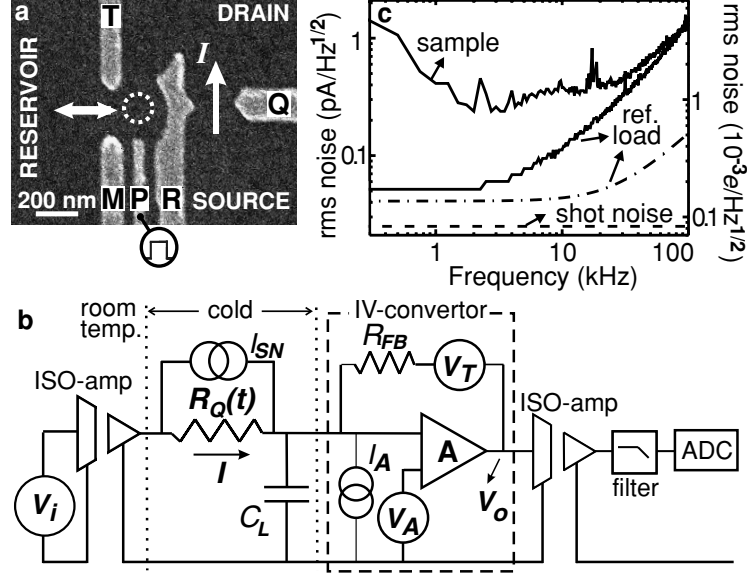 a
T
DRAIN
RESERVOIR
I
Q
200 nm
M
P
R
SOURCE
c
rms noise (pA/Hz^1/2)
1
0.1
sample
ref.
load
shot noise
1
10
100
Frequency (kHz)
1
0.1
rms noise (10^-3 e/Hz^1/2)
b
room
temp.
cold
IV-convertor
I_SN
R_FB
V_T
ISO-amp
R_Q(t)
ISO-amp
I
I_A
A
V_i
C_L
V_A
V_o
filter
ADC